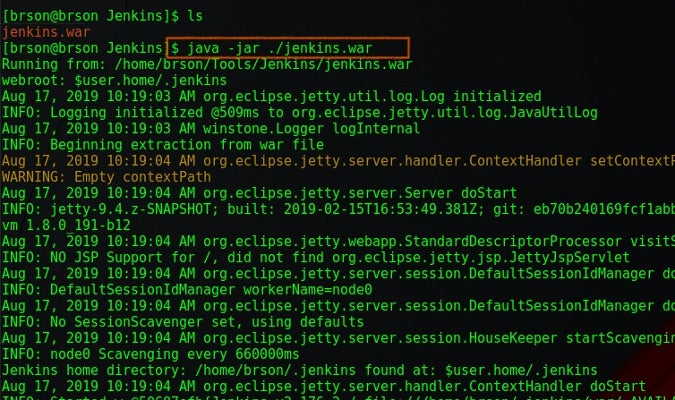 [brson@brson Jenkins]$ ls
jenkins.war
[brson@brson Jenkins]$ java -jar ./jenkins.war
Running from: /home/brson/Tools/Jenkins/jenkins.war
webroot: $user.home/.jenkins
Aug 17, 2019 10:19:03 AM org.eclipse.jetty.util.log.Log initialized
INFO: Logging initialized @509ms to org.eclipse.jetty.util.log.JavaUtilLog
Aug 17, 2019 10:19:03 AM winstone.Logger logInternal
INFO: Beginning extraction from war file
Aug 17, 2019 10:19:04 AM org.eclipse.jetty.server.handler.ContextHandler setContextP
WARNING: Empty contextPath
Aug 17, 2019 10:19:04 AM org.eclipse.jetty.server.Server doStart
INFO: jetty-9.4.z-SNAPSHOT; built: 2019-02-15T16:53:49.381Z; git: eb70b240169fcf1abb
vm 1.8.0_191-b12
Aug 17, 2019 10:19:04 AM org.eclipse.jetty.webapp.StandardDescriptorProcessor visitS
INFO: NO JSP Support for /, did not find org.eclipse.jetty.jsp.JettyJspServlet
Aug 17, 2019 10:19:04 AM org.eclipse.jetty.server.session.DefaultSessionIdManager do
INFO: DefaultSessionIdManager workerName=node0
Aug 17, 2019 10:19:04 AM org.eclipse.jetty.server.session.DefaultSessionIdManager do
INFO: No SessionScavenger set, using defaults
Aug 17, 2019 10:19:04 AM org.eclipse.jetty.server.session.HouseKeeper startScavengin
INFO: node0 Scavenging every 660000ms
Jenkins home directory: /home/brson/.jenkins found at: $user.home/.jenkins
Aug 17, 2019 10:19:04 AM org.eclipse.jetty.server.handler.ContextHandler doStart
INFO: Started